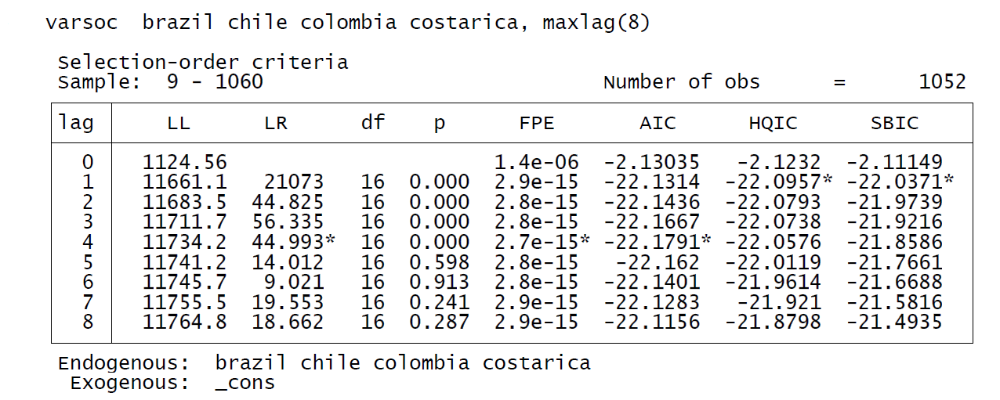 varsoc  brazil chile colombia costarica, maxlag(8)
Selection-order criteria
Sample:  9 - 1060                            Number of obs      =      1052
lag      LL      LR      df    p      FPE       AIC      HQIC      SBIC
0    1124.56                      1.4e-06  -2.13035   -2.1232  -2.11149
1    11661.1   21073   16  0.000  2.9e-15  -22.1314  -22.0957* -22.0371*
2    11683.5  44.825   16  0.000  2.8e-15  -22.1436  -22.0793  -21.9739
3    11711.7  56.335   16  0.000  2.8e-15  -22.1667  -22.0738  -21.9216
4    11734.2  44.993*  16  0.000  2.7e-15* -22.1791* -22.0576  -21.8586
5    11741.2  14.012   16  0.598  2.8e-15   -22.162  -22.0119  -21.7661
6    11745.7   9.021   16  0.913  2.8e-15  -22.1401  -21.9614  -21.6688
7    11755.5  19.553   16  0.241  2.9e-15  -22.1283   -21.921  -21.5816
8    11764.8  18.662   16  0.287  2.9e-15  -22.1156  -21.8798  -21.4935
Endogenous:  brazil chile colombia costarica
Exogenous:  _cons